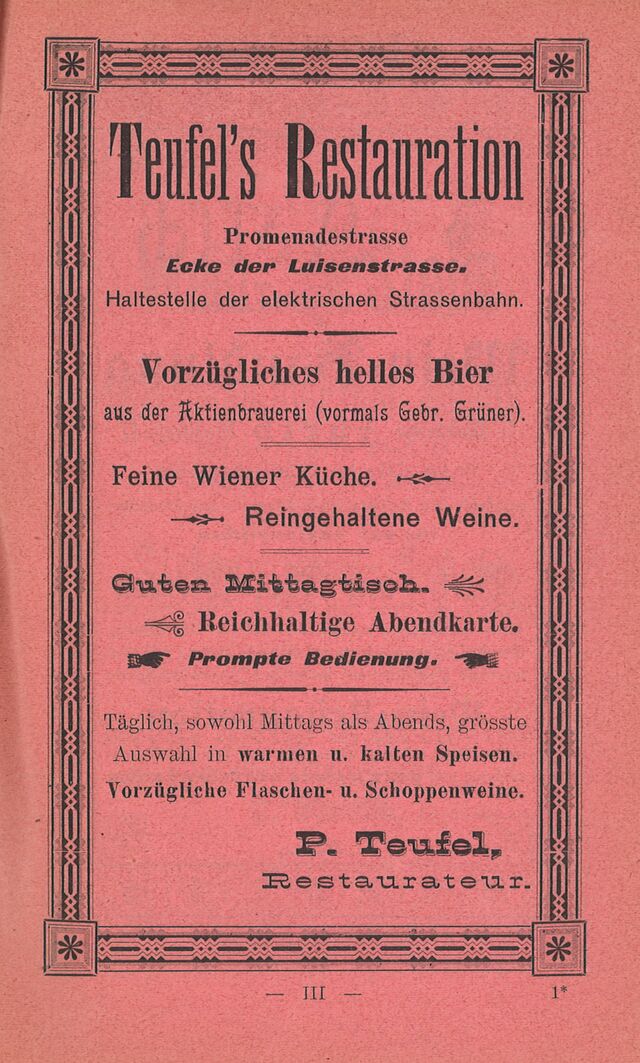 Teufel's Restauration
Promenadestrasse
Ecke der Luisenstrasse.
Haltestelle der elektrischen Strassenbahn.
Vorzügliches helles Bier
aus der Aktienbrauerei (vormals Gebr. Grüner).
Feine Wiener Küche.
Reingehaltene Weine.
Guten Mittagtisch.
Reichhaltige Abendkarte.
Prompte Bedienung.
Täglich, sowohl Mittags als Abends, grösste
Auswahl in warmen u. kalten Speisen.
Vorzügliche Flaschen- u. Schoppenweine.
P. Teufel,
Restaurateur.
— III — 1*